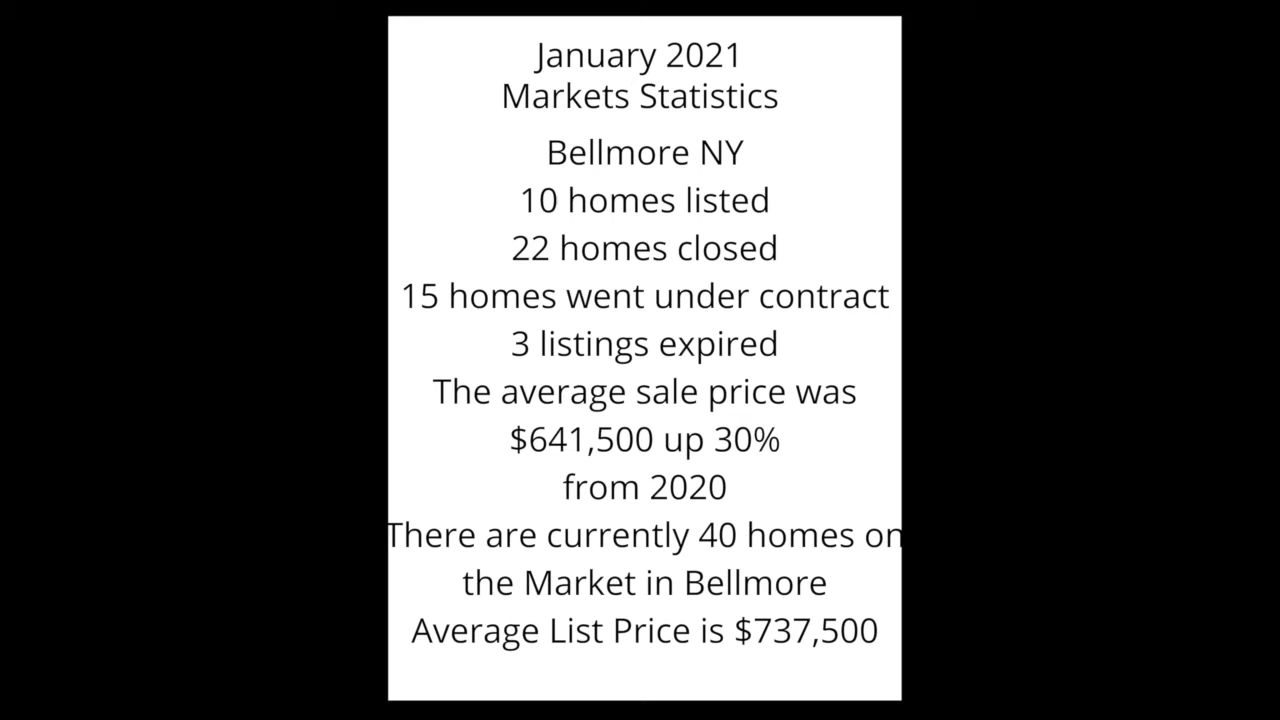 January 2021
Markets Statistics
Bellmore NY
10 homes listed
22 homes closed
15 homes went under contract
3 listings expired
The average sale price was
$641,500 up 30%
from 2020
There are currently 40 homes on
the Market in Bellmore
Average List Price is $737,500